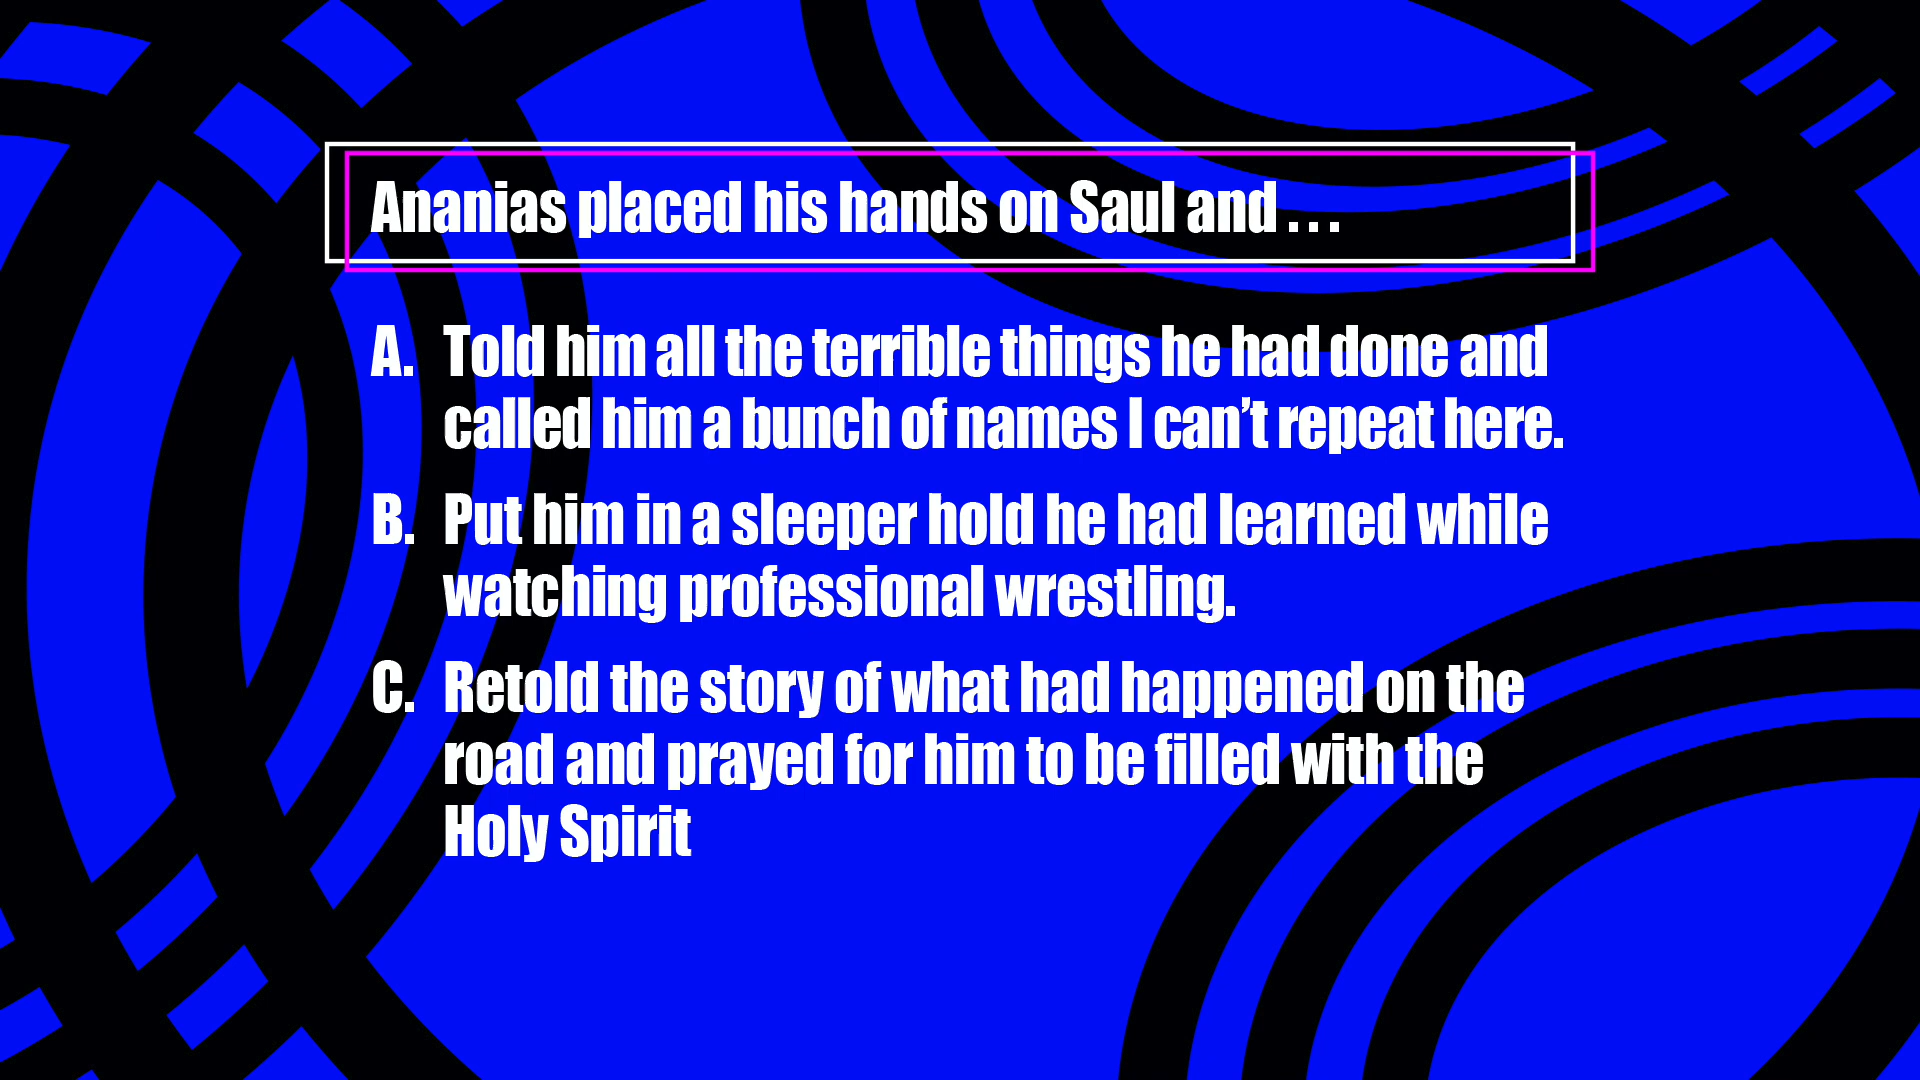 Ananias placed his hands on Saul and . . .
A. Told him all the terrible things he had done and
called him a bunch of names I can’t repeat here.
B. Put him in a sleeper hold he had learned while
watching professional wrestling.
C. Retold the story of what had happened on the
road and prayed for him to be filled with the
Holy Spirit